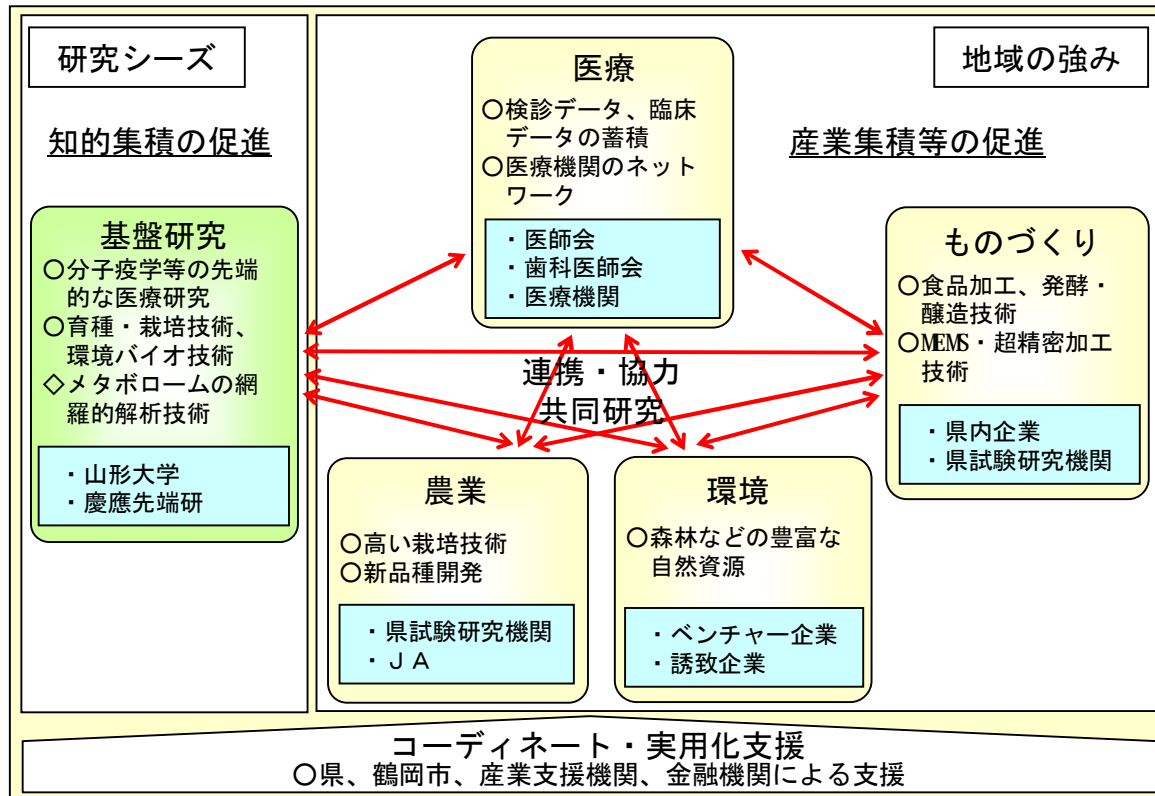 研究シーズ
知的集積の促進
基盤研究
○分子疫学等の先端
的な医療研究
○育種・栽培技術、
環境バイオ技術
◇メタボロームの網
羅的解析技術
・山形大学
・慶應先端研
地域の強み
産業集積等の促進
医療
○検診データ、臨床
データの蓄積
○医療機関のネット
ワーク
・医師会
・歯科医師会
・医療機関
ものづくり
○食品加工、発酵・
醸造技術
○MEMS・超精密加工
技術
・県内企業
・県試験研究機関
連携・協力
共同研究
農業
○高い栽培技術
○新品種開発
・県試験研究機関
・ＪＡ
環境
○森林などの豊富な
自然資源
・ベンチャー企業
・誘致企業
コーディネート・実用化支援
○県、鶴岡市、産業支援機関、金融機関による支援